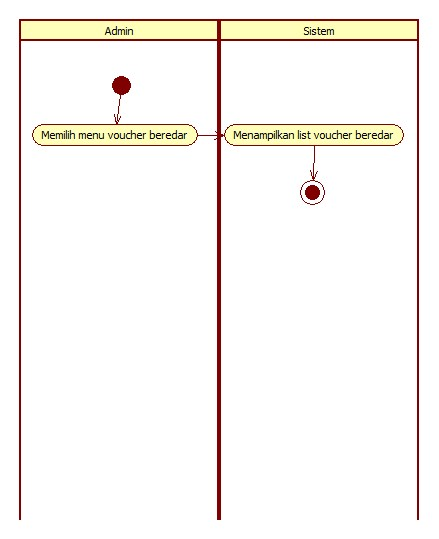 Admin
Sistem
Memilih menu voucher beredar
Menampilkan list voucher beredar